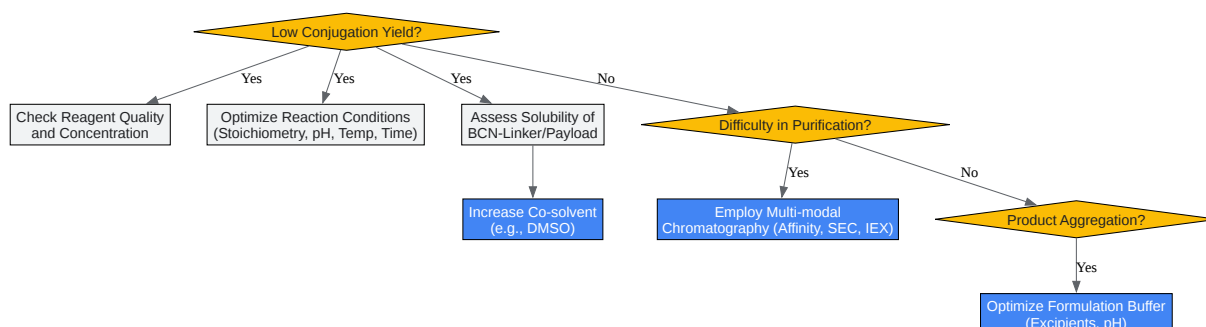 Low Conjugation Yield?
Yes
Yes
Yes
No
Check Reagent Quality
and Concentration
Optimize Reaction Conditions
(Stoichiometry, pH, Temp, Time)
Assess Solubility of
BCN-Linker/Payload
Difficulty in Purification?
Yes
No
Increase Co-solvent
(e.g., DMSO)
Employ Multi-modal
Chromatography (Affinity, SEC, IEX)
Product Aggregation?
Yes
Optimize Formulation Buffer
(Excipients, pH)